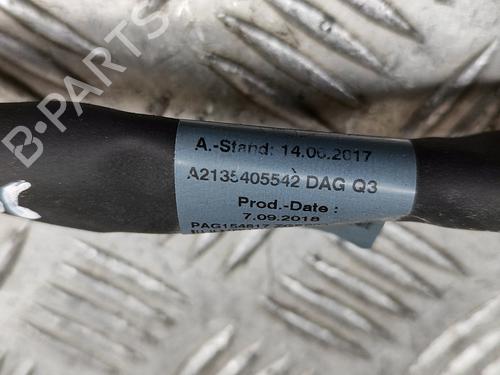 B-PARTS
A.-Stand: 14.06.2017
A2135405542 DAG Q3
Prod.-Date :
7.09.2018